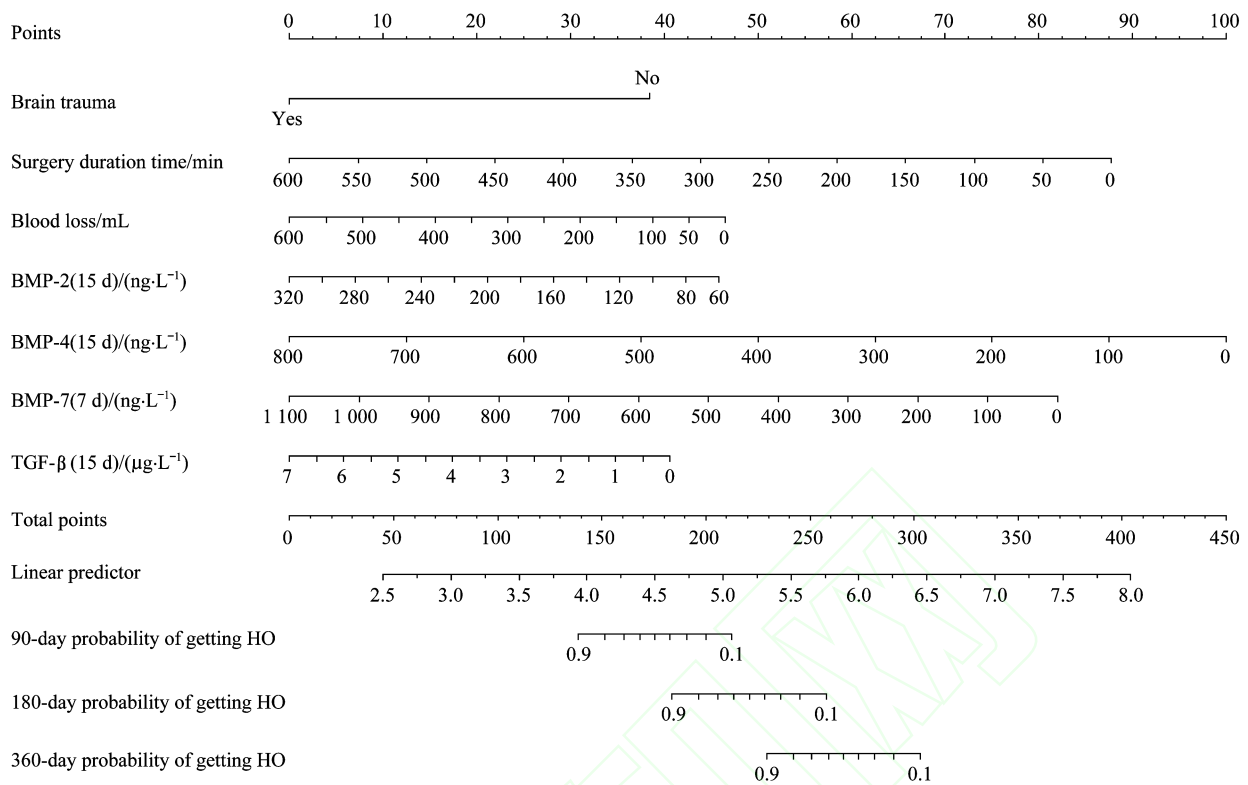 Points 0 10 20 30 40 50 60 70 80 90 100
No
Brain trauma
Yes
Surgery duration time/min
600 550 500 450 400 350 300 250 200 150 100 50 0
Blood loss/mL
600 500 400 300 200 100 50 0
BMP-2(15 d)/(ng·L⁻¹)
320 280 240 200 160 120 80 60
BMP-4(15 d)/(ng·L⁻¹)
800 700 600 500 400 300 200 100 0
BMP-7(7 d)/(ng·L⁻¹)
1 100 1 000 900 800 700 600 500 400 300 200 100 0
TGF-β (15 d)/(μg·L⁻¹)
7 6 5 4 3 2 1 0
Total points
0 50 100 150 200 250 300 350 400 450
Linear predictor
2.5 3.0 3.5 4.0 4.5 5.0 5.5 6.0 6.5 7.0 7.5 8.0
90-day probability of getting HO
0.9 0.1
180-day probability of getting HO
0.9 0.1
360-day probability of getting HO
0.9 0.1